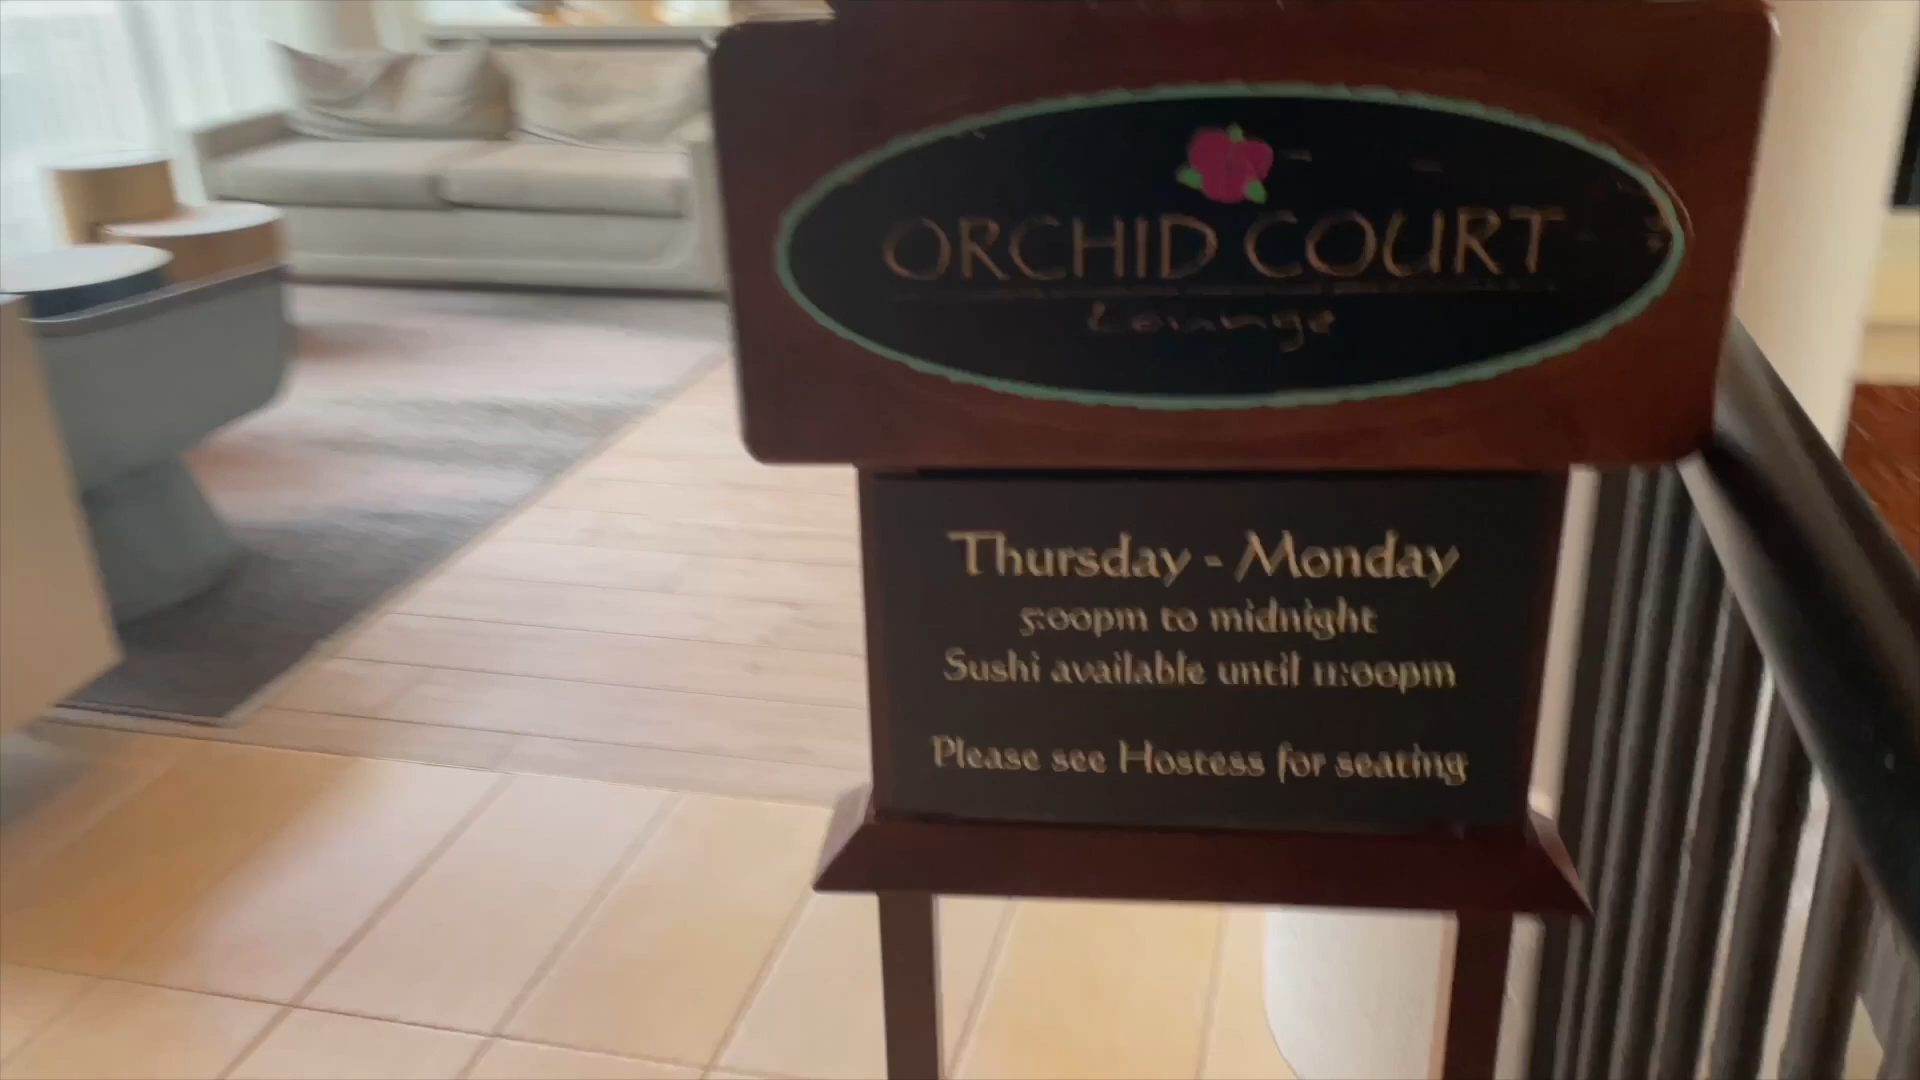 ORCHID COURT
Lounge
Thursday - Monday
5:00pm to midnight
Sushi available until 11:00pm
Please see Hostess for seating